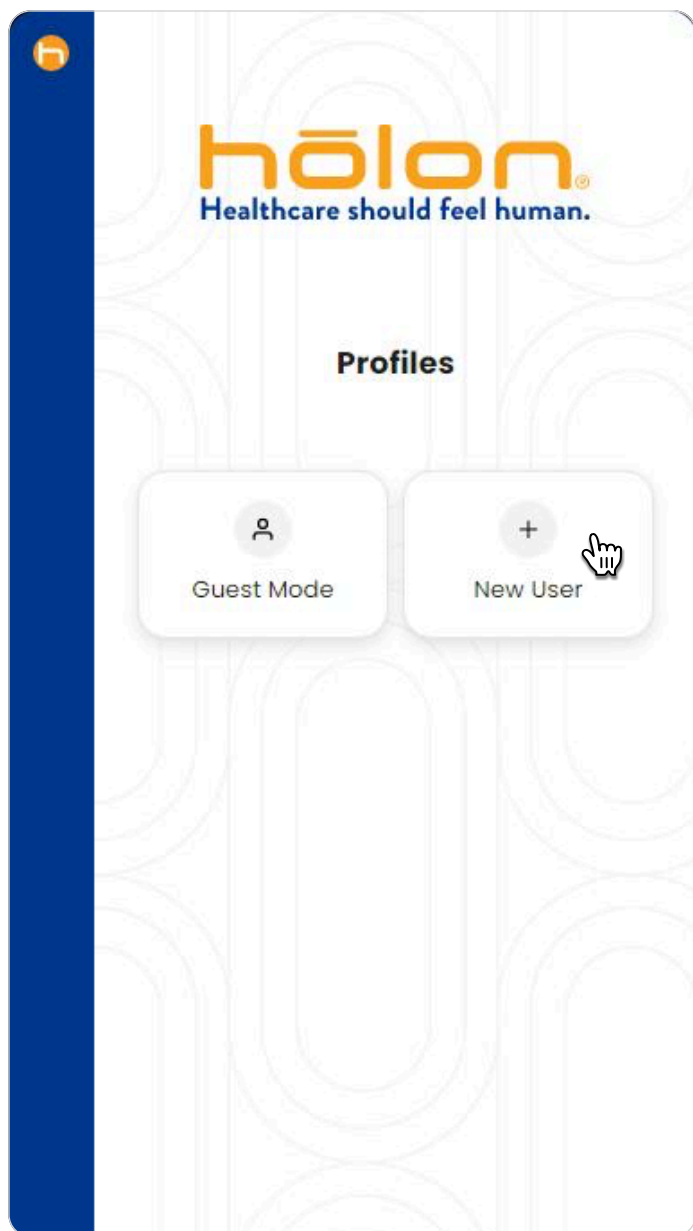 h
hōlon®
Healthcare should feel human.
Profiles
Guest Mode
New User